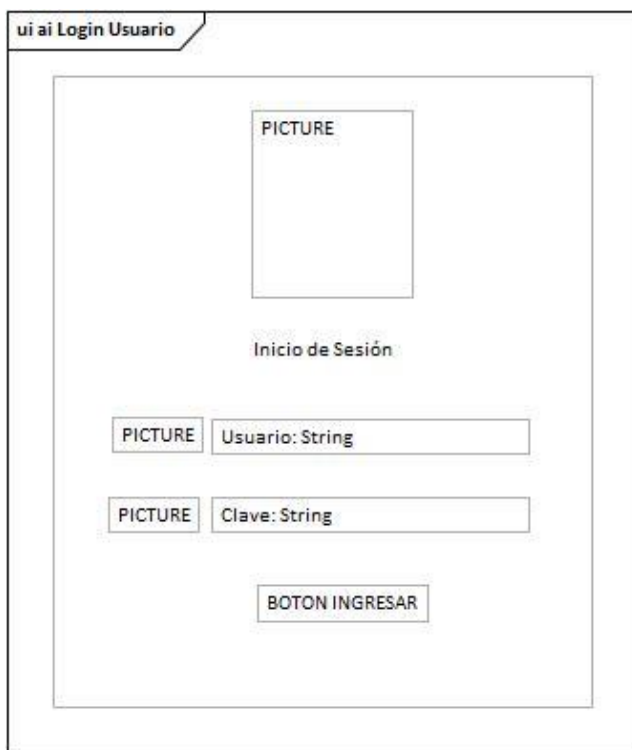 ui ai Login Usuario
PICTURE
Inicio de Sesión
PICTURE
Usuario: String
PICTURE
Clave: String
BOTON INGRESAR